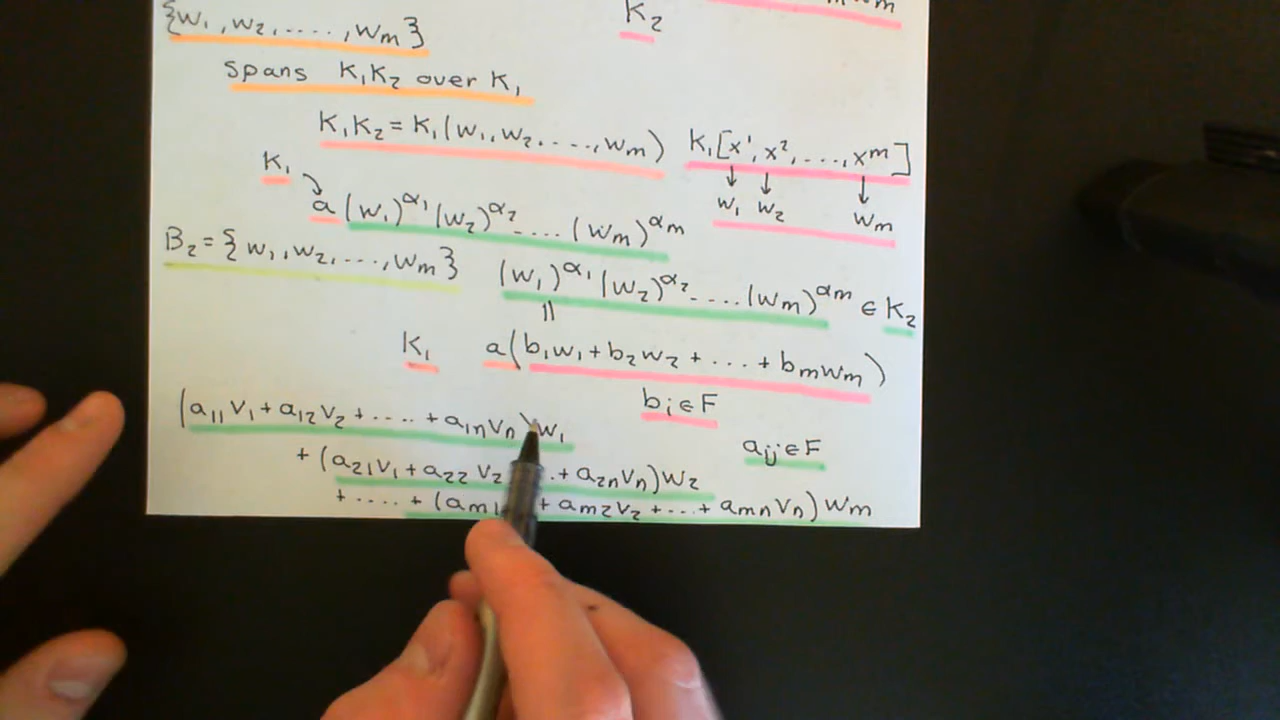 {w₁, w₂, ...., wₘ}
K₂
Spans K₁K₂ over K₁
K₁K₂ = K₁(w₁, w₂, ...., wₘ)
K₁[x¹, x², ..., xᵐ]
↓ ↓ ↓
w₁ w₂ wₘ
K₁
a(w₁)^α₁(w₂)^α₂ .... (wₘ)^αm
B₂ = {w₁, w₂, ..., wₘ}
(w₁)^α₁(w₂)^α₂ .... (wₘ)^αm ∈ K₂
=
K₁ a(b₁w₁ + b₂w₂ + ... + bₘwₘ)
bᵢ ∈ F
(a₁₁v₁ + a₁₂v₂ + .... + a₁ₙvₙ)w₁
aᵢⱼ ∈ F
+ (a₂₁v₁ + a₂₂v₂ .. + a₂ₙvₙ)w₂
+ .... + (aₘ₁ + aₘ₂v₂ + ... + aₘₙvₙ)wₘ